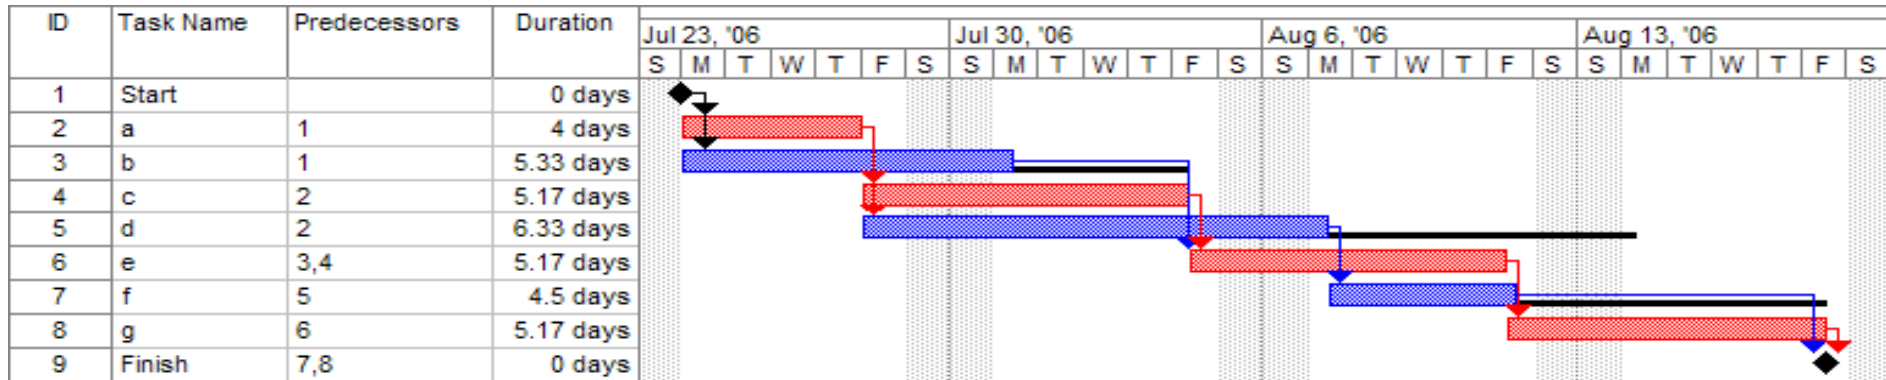 ID Task Name Predecessors Duration
Jul 23, '06 Jul 30, '06 Aug 6, '06 Aug 13, '06
S M T W T F S S M T W T F S S M T W T F S S M T W T F S
1 Start 0 days
2 a 1 4 days
3 b 1 5.33 days
4 c 2 5.17 days
5 d 2 6.33 days
6 e 3,4 5.17 days
7 f 5 4.5 days
8 g 6 5.17 days
9 Finish 7,8 0 days